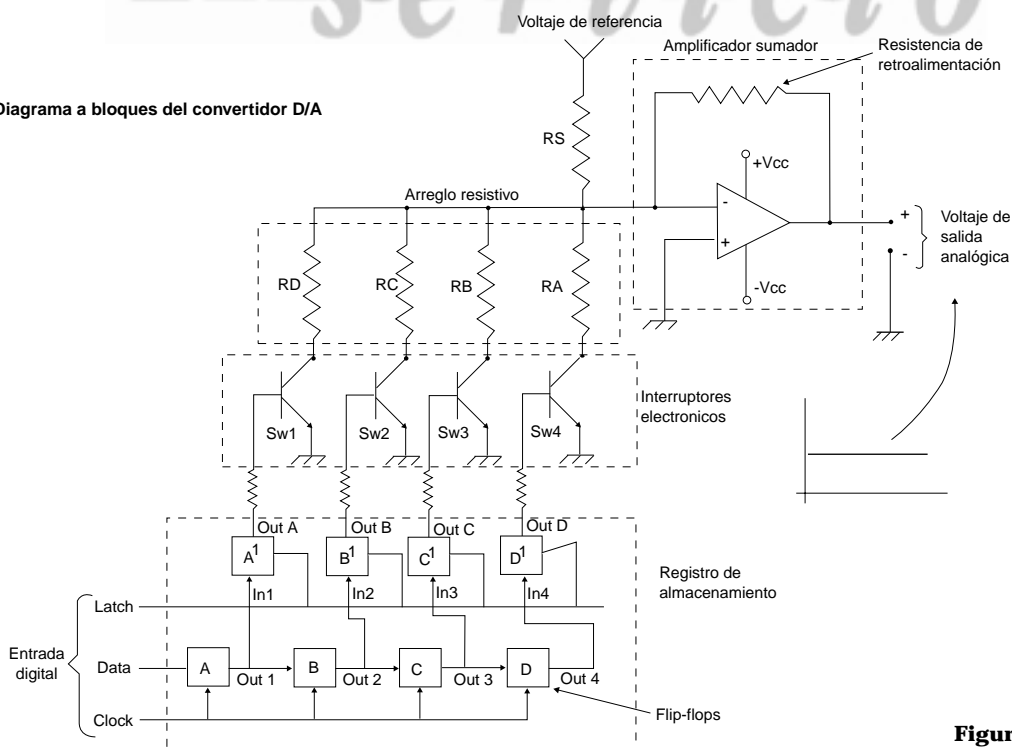 servicio
Voltaje de referencia
Amplificador sumador
Resistencia de
retroalimentación
Diagrama a bloques del convertidor D/A
RS
+Vcc
Arreglo resistivo
-
+
+
-
Voltaje de
salida
analógica
RD
RC
RB
RA
-Vcc
Interruptores
electronicos
Sw1
Sw2
Sw3
Sw4
Out A
Out B
Out C
Out D
A1
B1
C1
D1
Registro de
almacenamiento
In1
In2
In3
In4
Latch
Entrada
digital
Data
A
Out 1
B
Out 2
C
Out 3
D
Out 4
Clock
Flip-flops
Figur